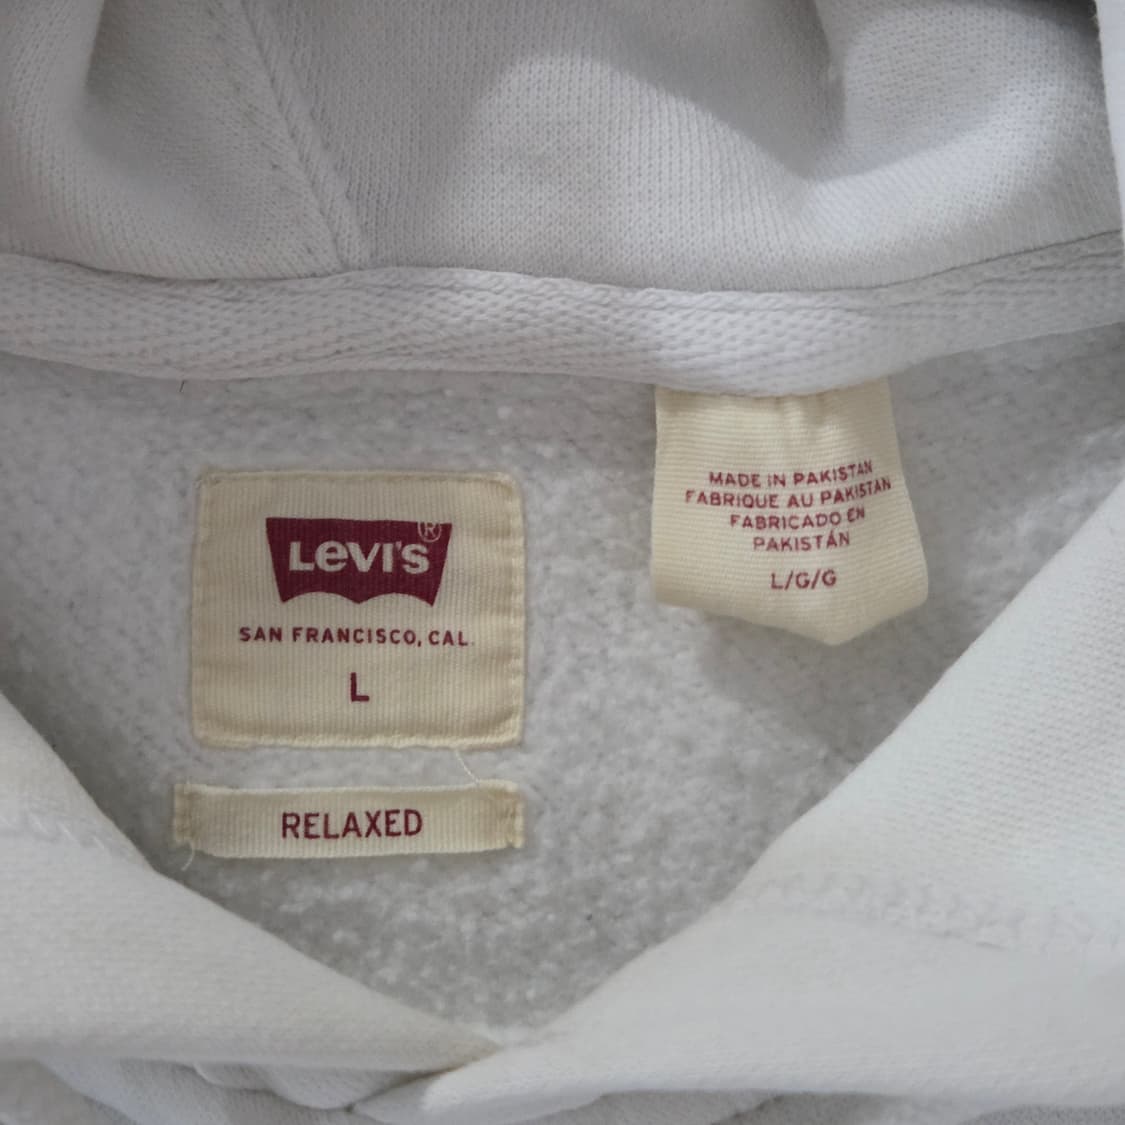 LEVI'S®
SAN FRANCISCO, CAL.
L
RELAXED
MADE IN PAKISTAN
FABRIQUE AU PAKISTAN
FABRICADO EN
PAKISTÁN
L/G/G